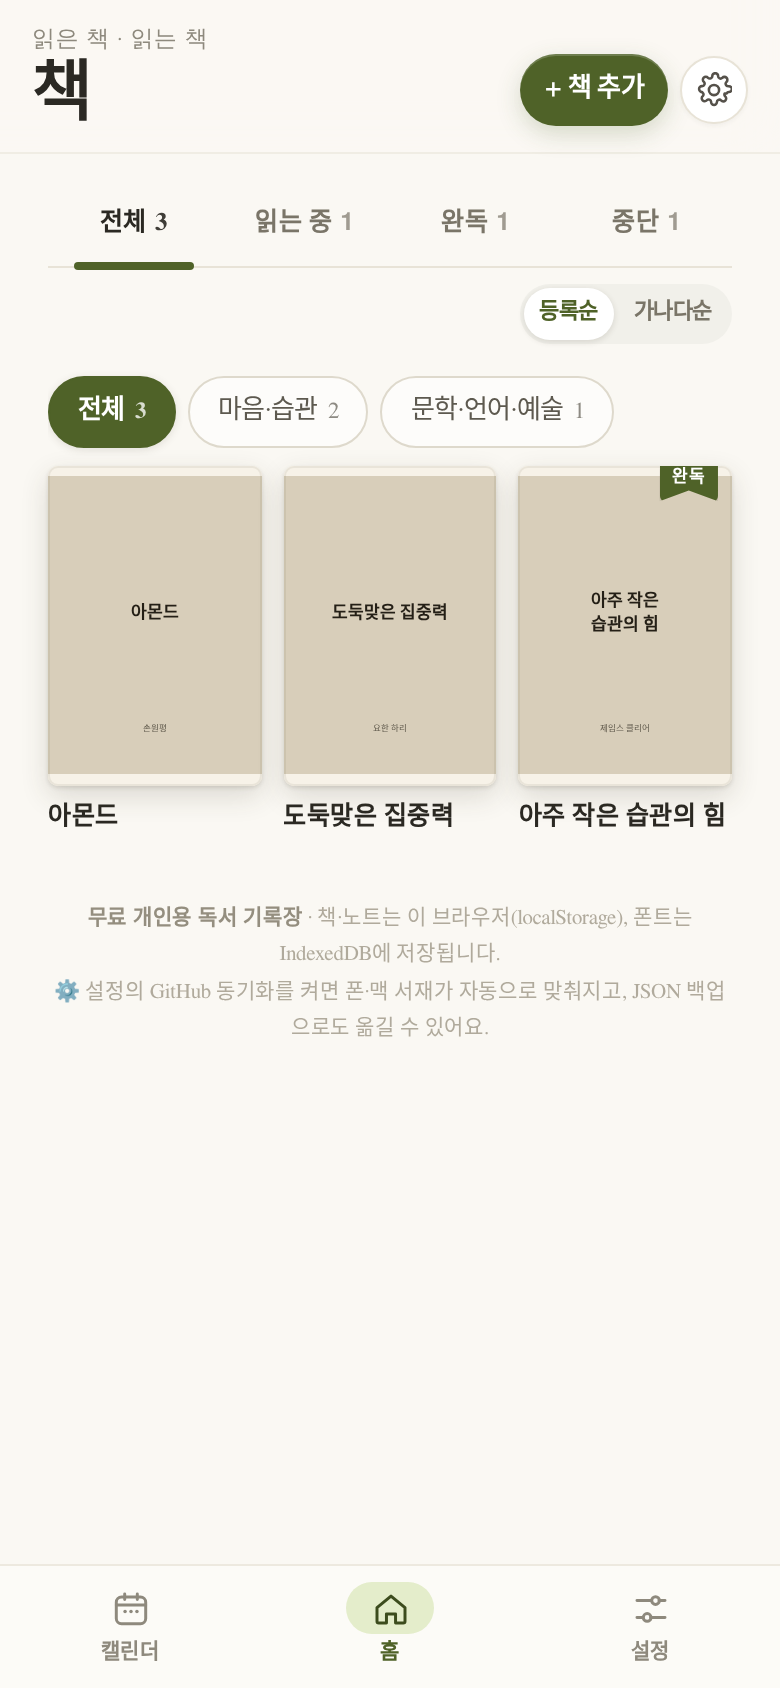 읽은 책 · 읽는 책
책
+ 책 추가
전체 3
읽는 중 1
완독 1
중단 1
등록순
가나다순
전체 3
마음·습관 2
문학·언어·예술 1
아몬드
손원평
도둑맞은 집중력
요한 하리
완독
아주 작은
습관의 힘
제임스 클리어
아몬드
도둑맞은 집중력
아주 작은 습관의 힘
무료 개인용 독서 기록장 · 책·노트는 이 브라우저(localStorage), 폰트는
IndexedDB에 저장됩니다.
⚙️ 설정의 GitHub 동기화를 켜면 폰·맥 서재가 자동으로 맞춰지고, JSON 백업
으로도 옮길 수 있어요.
캘린더
홈
설정